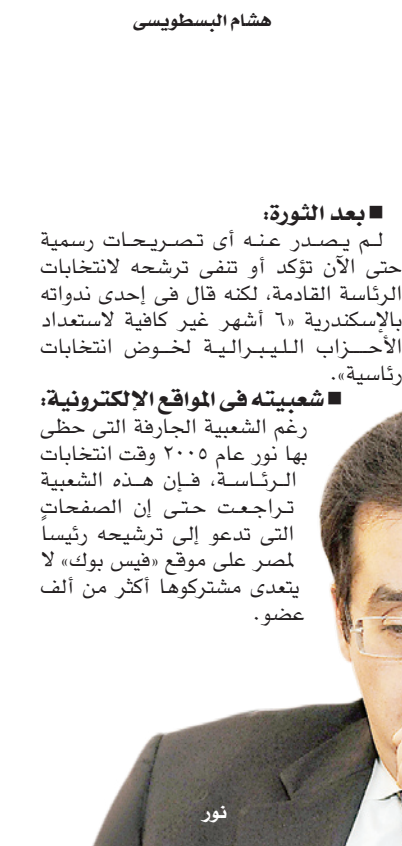 هشام البسطويسى
■ بعد الثورة:
لم يصدر عنه أى تصريحات رسمية
حتى الآن تؤكد أو تنفى ترشحه لانتخابات
الرئاسة القادمة، لكنه قال فى إحدى ندواته
بالإسكندرية «٦ أشهر غير كافية لاستعداد
الأحزاب الليبرالية لخوض انتخابات
رئاسية».
■ شعبيته فى المواقع الإلكترونية:
رغم الشعبية الجارفة التى حظى
بها نور عام ٢٠٠٥ وقت انتخابات
الرئاسة، فإن هذه الشعبية
تراجعت حتى إن الصفحات
التى تدعو إلى ترشيحه رئيساً
لمصر على موقع «فيس بوك» لا
يتعدى مشتركوها أكثر من ألف
عضو.
نور